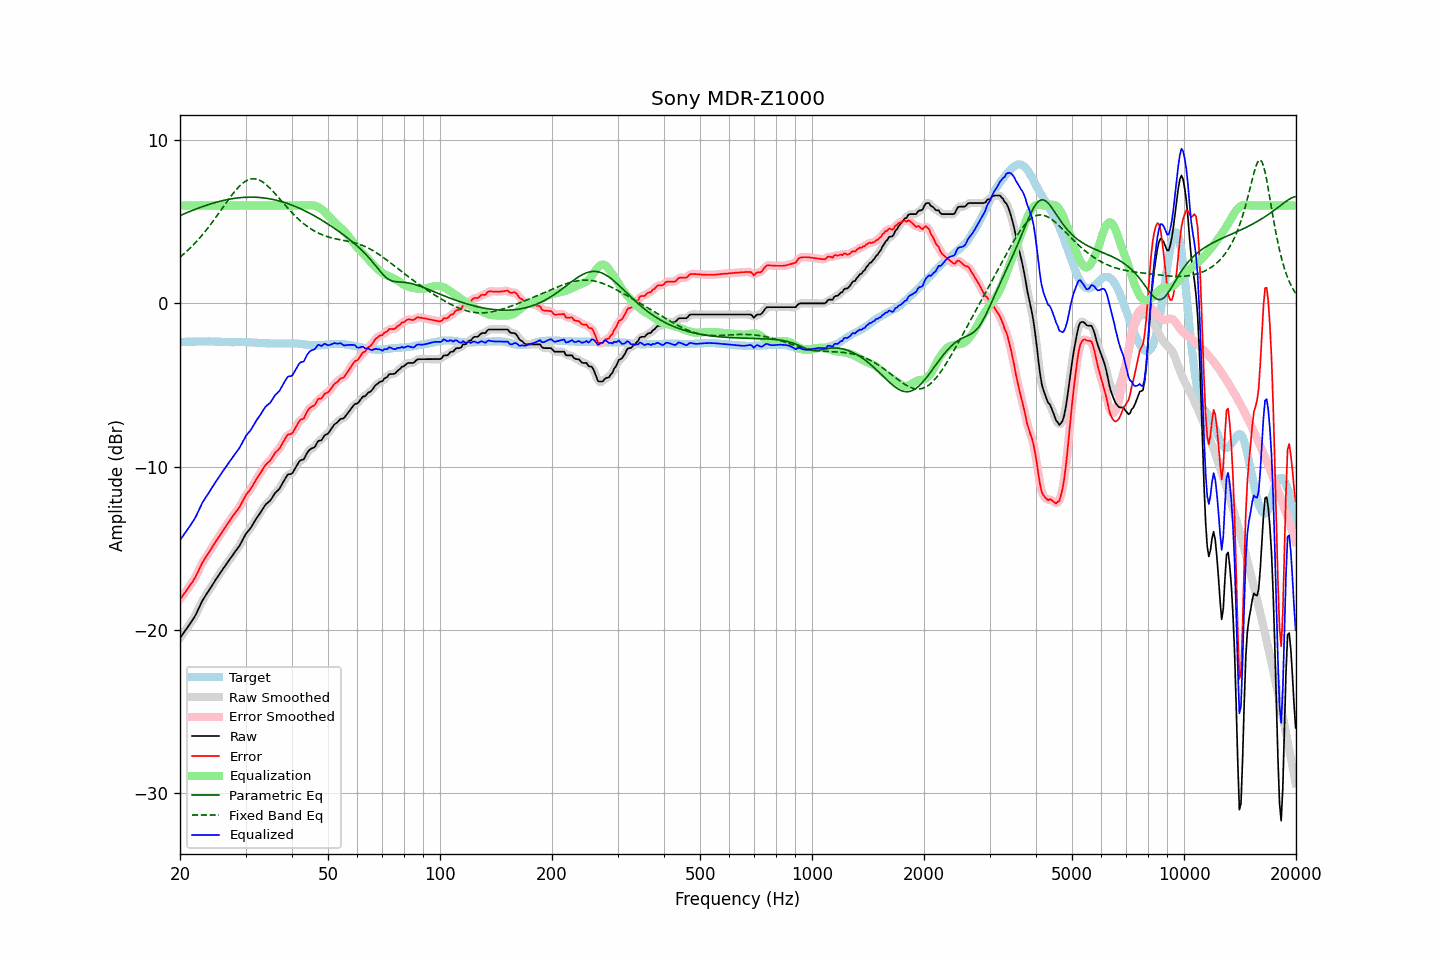 Sony MDR-Z1000
Amplitude (dBr)
10
0
−10
−20
−30
Target
Raw Smoothed
Error Smoothed
Raw
Error
Equalization
Parametric Eq
Fixed Band Eq
Equalized
20
50
100
200
500
1000
2000
5000
10000
20000
Frequency (Hz)